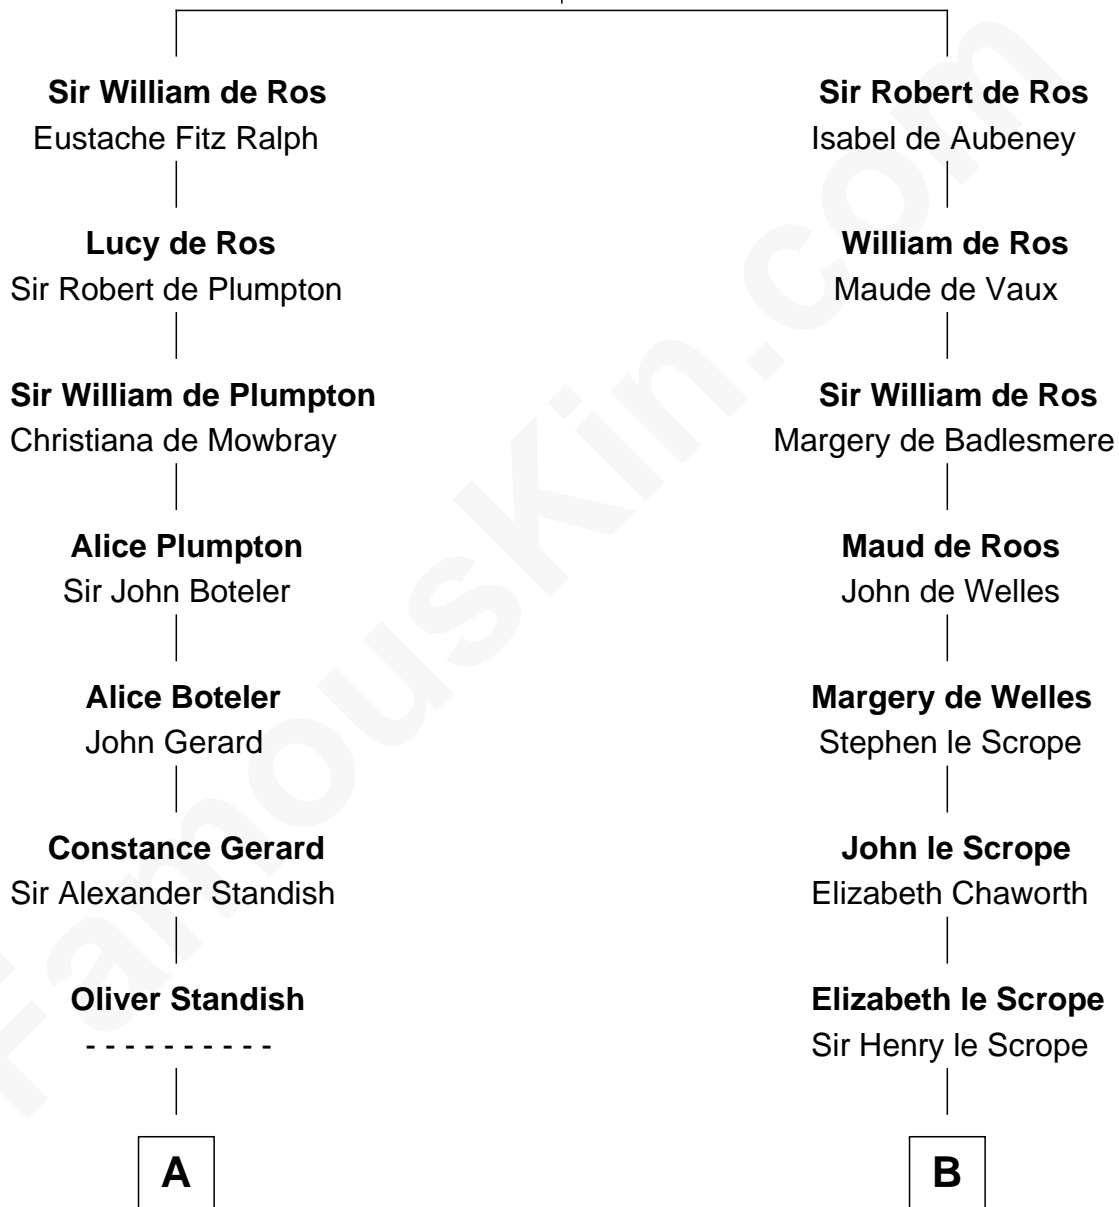 Sir William de Ros
Eustache Fitz Ralph
Lucy de Ros
Sir Robert de Plumpton
Sir William de Plumpton
Christiana de Mowbray
Alice Plumpton
Sir John Boteler
Alice Boteler
John Gerard
Constance Gerard
Sir Alexander Standish
Oliver Standish
- - - - - - - - - -
A
Sir Robert de Ros
Isabel de Aubeney
William de Ros
Maude de Vaux
Sir William de Ros
Margery de Badlesmere
Maud de Roos
John de Welles
Margery de Welles
Stephen le Scrope
John le Scrope
Elizabeth Chaworth
Elizabeth le Scrope
Sir Henry le Scrope
B
FamousKin.com